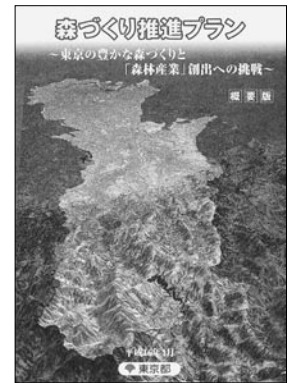 森づくり推進プラン
～東京の豊かな森づくりと
「森林産業」創出への挑戦～
概要版
東京都